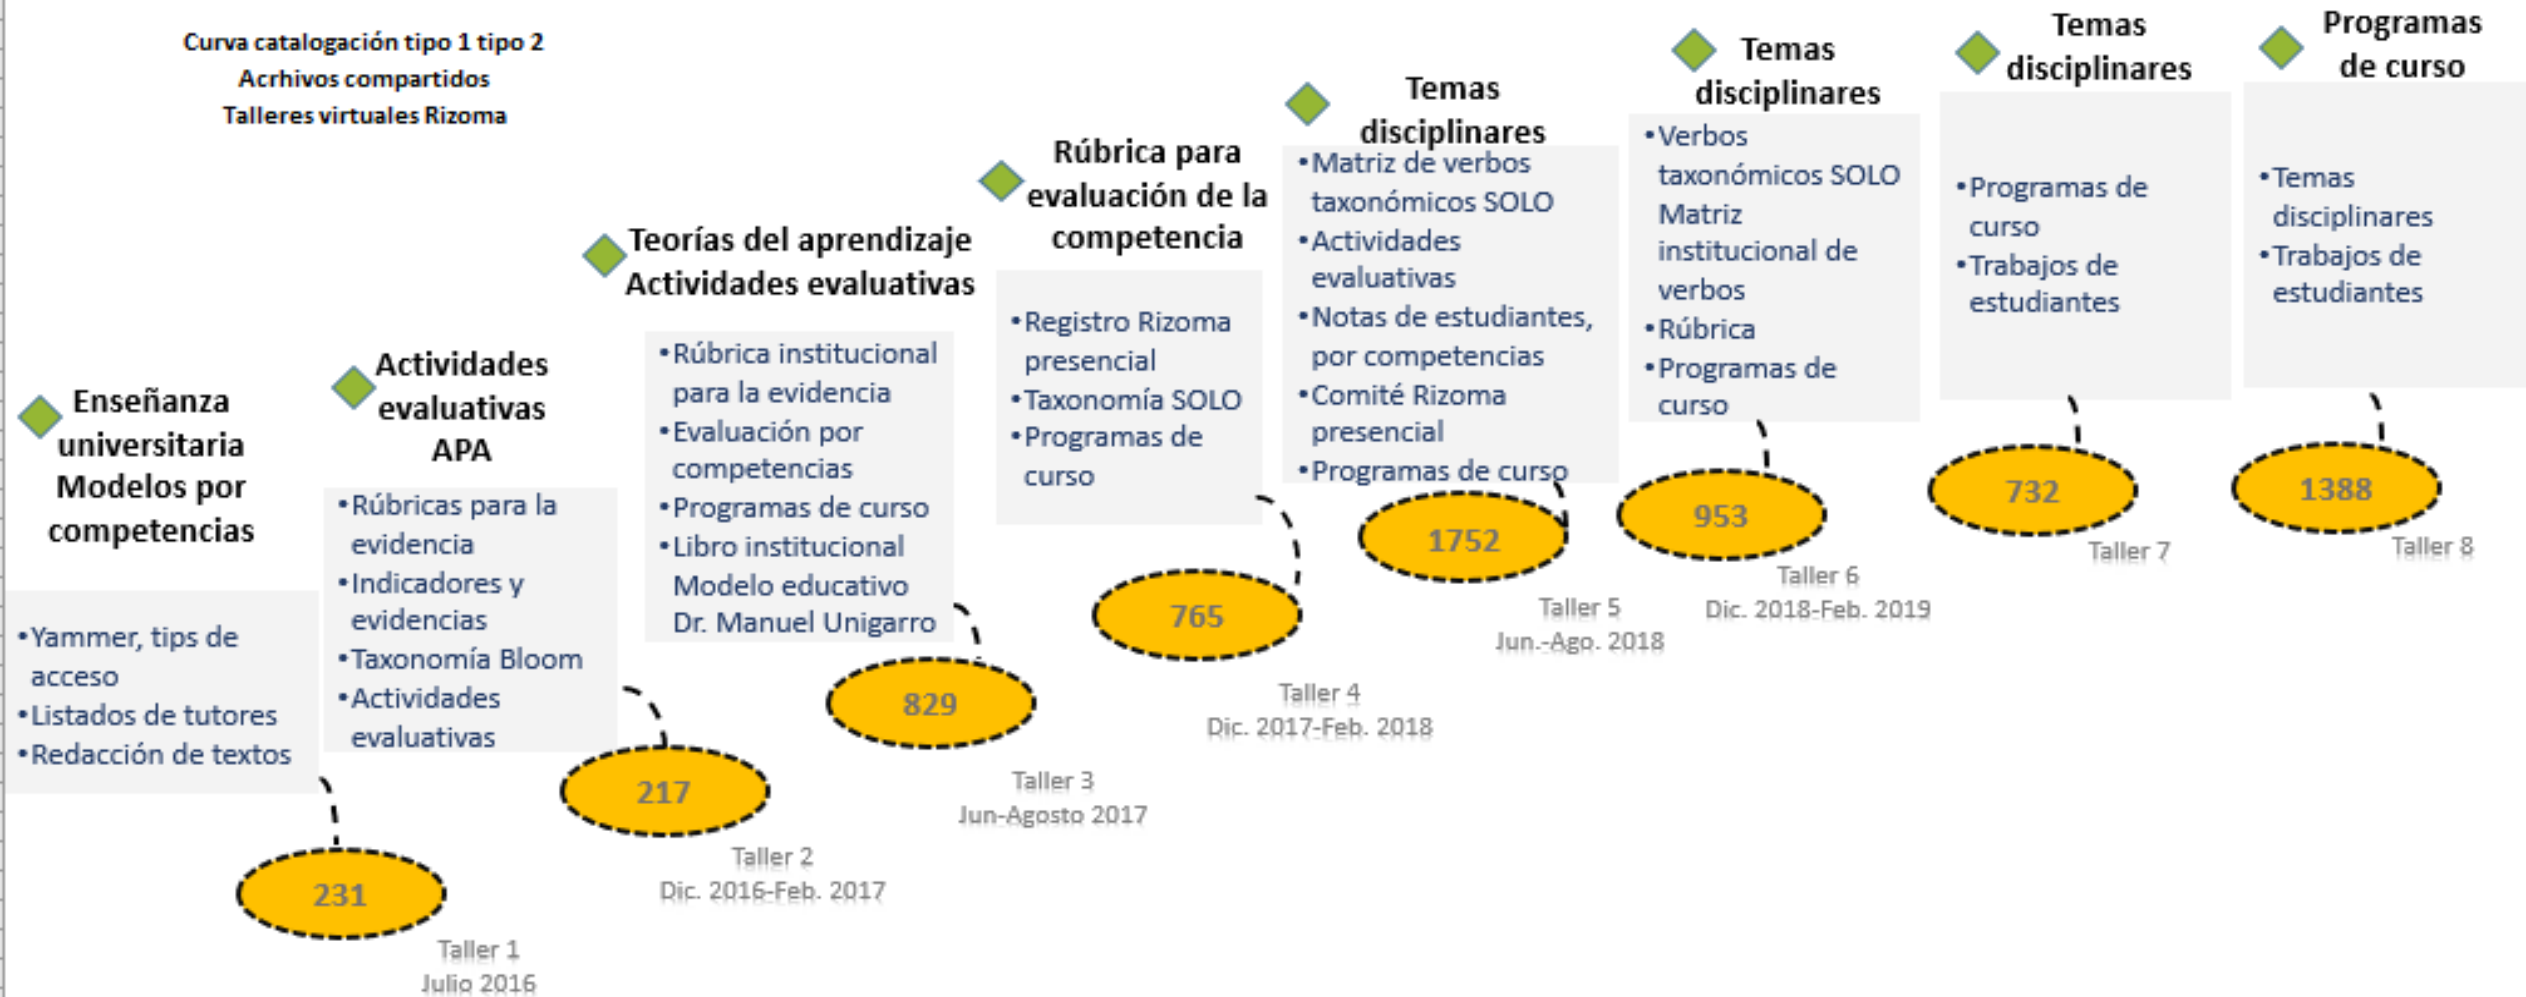 Curva catalogación tipo 1 tipo 2
Acrhivos compartidos
Talleres virtuales Rizoma
Enseñanza
universitaria
Modelos por
competencias
•Yammer, tips de
acceso
•Listados de tutores
•Redacción de textos
231
Taller 1
Julio 2016
Actividades
evaluativas
APA
•Rúbricas para la
evidencia
•Indicadores y
evidencias
•Taxonomía Bloom
•Actividades
evaluativas
217
Taller 2
Dic. 2016-Feb. 2017
Teorías del aprendizaje
Actividades evaluativas
•Rúbrica institucional
para la evidencia
•Evaluación por
competencias
•Programas de curso
•Libro institucional
Modelo educativo
Dr. Manuel Unigarro
829
Taller 3
Jun-Agosto 2017
Rúbrica para
evaluación de la
competencia
•Registro Rizoma
presencial
•Taxonomía SOLO
•Programas de
curso
765
Taller 4
Dic. 2017-Feb. 2018
Temas
disciplinares
•Matriz de verbos
taxonómicos SOLO
•Actividades
evaluativas
•Notas de estudiantes,
por competencias
•Comité Rizoma
presencial
•Programas de curso
1752
Taller 5
Jun.-Ago. 2018
Temas
disciplinares
•Verbos
taxonómicos SOLO
Matriz
institucional de
verbos
•Rúbrica
•Programas de
curso
953
Taller 6
Dic. 2018-Feb. 2019
Temas
disciplinares
•Programas de
curso
•Trabajos de
estudiantes
732
Taller 7
Programas
de curso
•Temas
disciplinares
•Trabajos de
estudiantes
1388
Taller 8